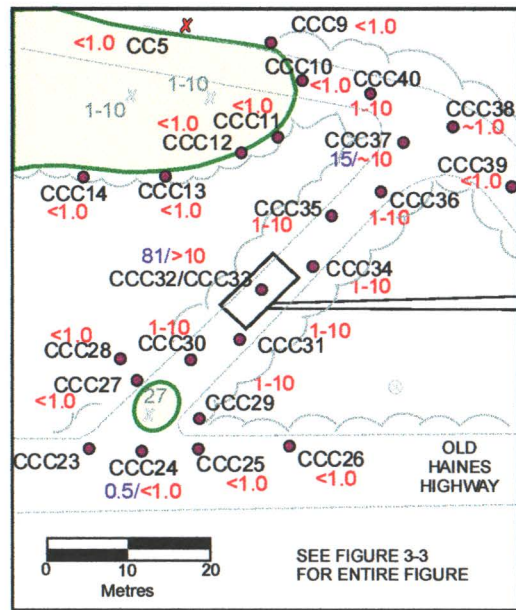 X
<1.0 CCC9 <1.0
CC5
CCC10
<1.0 CCC40
1-10 X X
1-10
<1.0 <1.0 CCC11
CCC12
1-10
CCC38
~1.0
CCC37
15/~10
CCC39
<1.0
CCC14 CCC13
<1.0 <1.0
CCC36
1-10
CCC35
1-10
81/>10
CCC32/CCC33
CCC34
1-10
<1.0
CCC28
1-10
CCC30
CCC31
1-10
CCC27
<1.0
27
X
1-10
CCC29
CCC23
CCC24 CCC25 CCC26
0.5/<1.0 <1.0 <1.0
OLD
HAINES
HIGHWAY
0 10 20
Metres
SEE FIGURE 3-3
FOR ENTIRE FIGURE